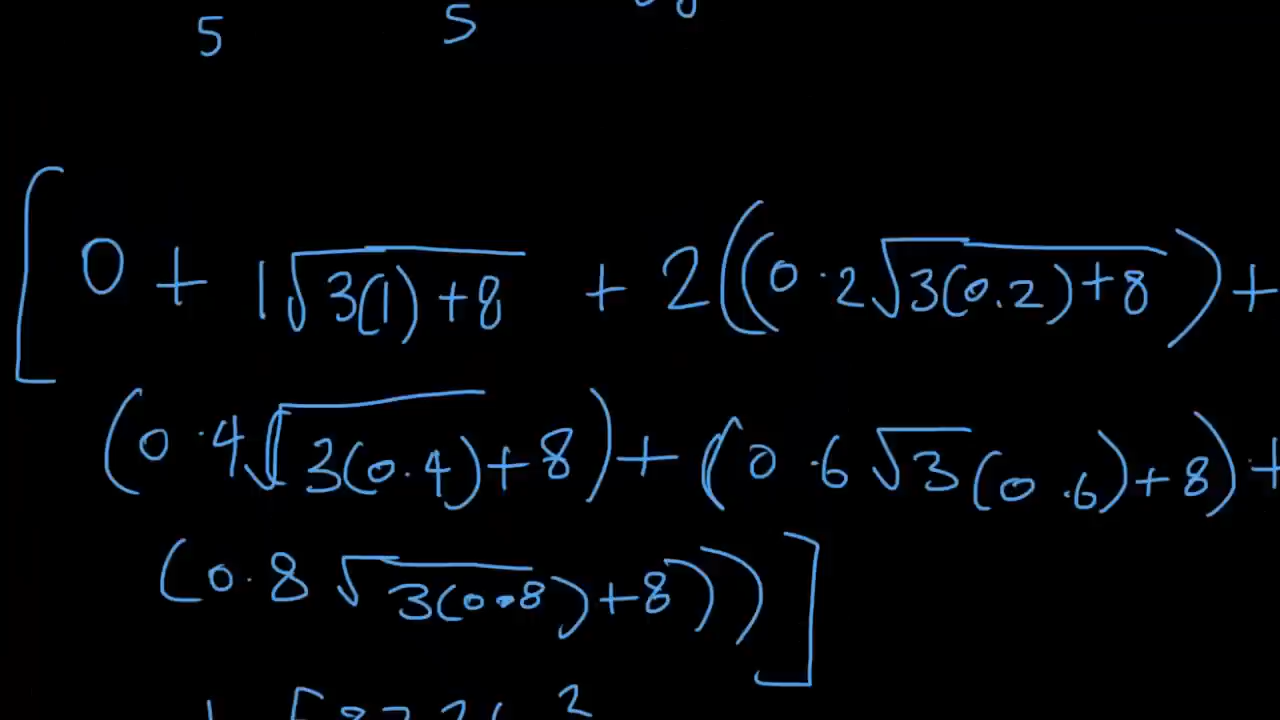 5 5
[ 0 + 1√3(1)+8 + 2((0.2√3(0.2)+8) +
(0.4√3(0.4)+8) + (0.6√3(0.6)+8) +
(0.8√3(0.8)+8))]